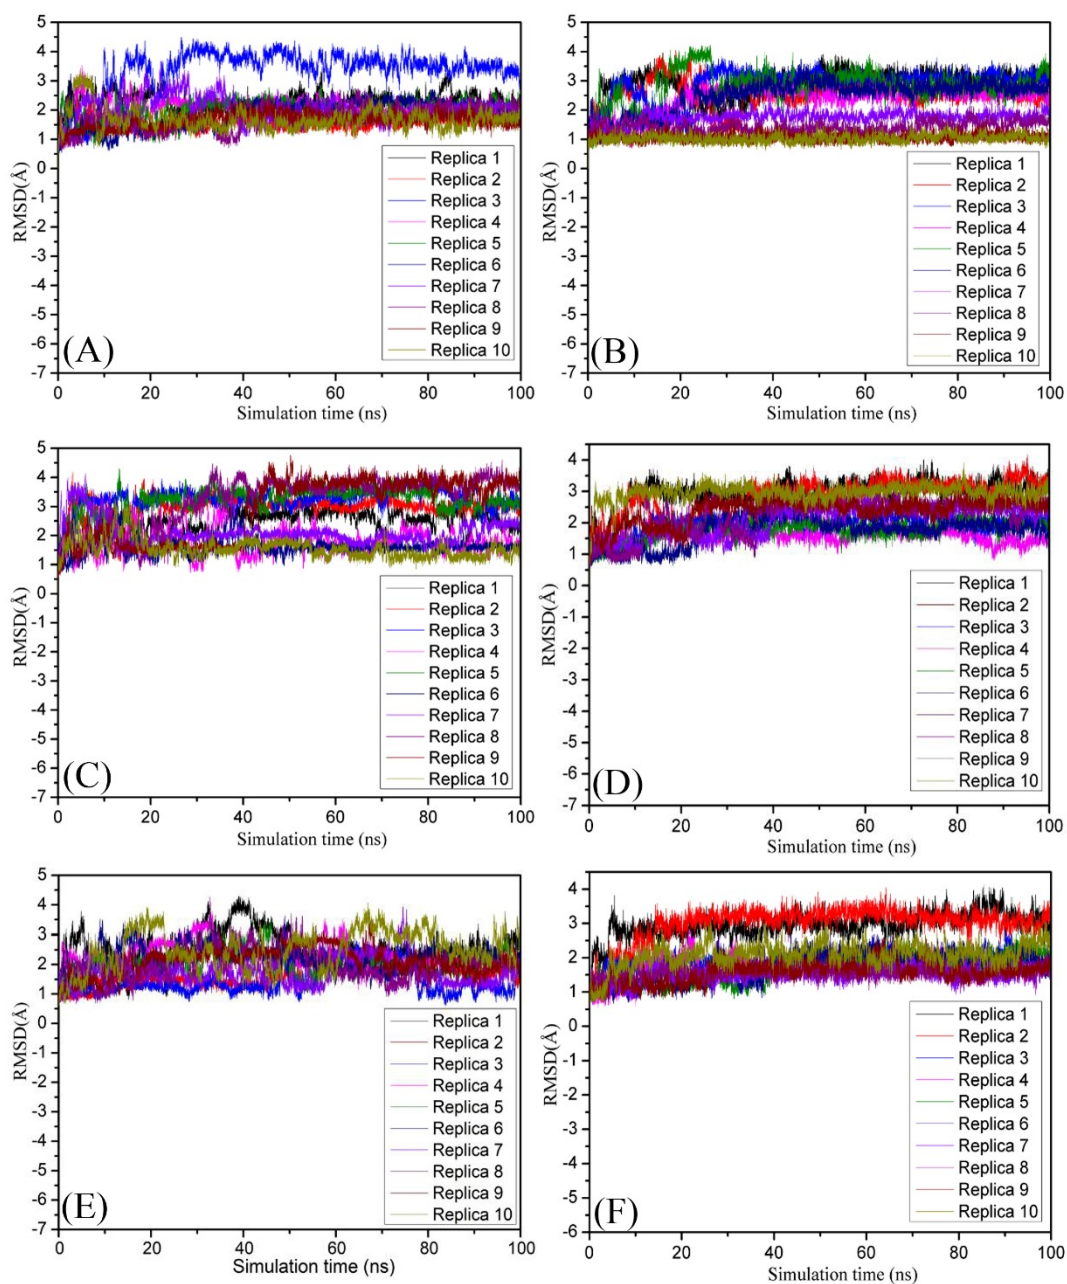 5
4
3
2
1
0
-1
-2
-3
-4
-5
-6
-7
RMSD(Å)
Replica 1
Replica 2
Replica 3
Replica 4
Replica 5
Replica 6
Replica 7
Replica 8
Replica 9
Replica 10
(A)
0 20 40 60 80 100
Simulation time (ns)
5
4
3
2
1
0
-1
-2
-3
-4
-5
-6
-7
RMSD(Å)
Replica 1
Replica 2
Replica 3
Replica 4
Replica 5
Replica 6
Replica 7
Replica 8
Replica 9
Replica 10
(B)
0 20 40 60 80 100
Simulation time (ns)
5
4
3
2
1
0
-1
-2
-3
-4
-5
-6
-7
RMSD(Å)
Replica 1
Replica 2
Replica 3
Replica 4
Replica 5
Replica 6
Replica 7
Replica 8
Replica 9
Replica 10
(C)
0 20 40 60 80 100
Simulation time (ns)
4
3
2
1
0
-1
-2
-3
-4
-5
-6
-7
RMSD(Å)
Replica 1
Replica 2
Replica 3
Replica 4
Replica 5
Replica 6
Replica 7
Replica 8
Replica 9
Replica 10
(D)
0 20 40 60 80 100
Simulation time (ns)
5
4
3
2
1
0
-1
-2
-3
-4
-5
-6
-7
RMSD(Å)
Replica 1
Replica 2
Replica 3
Replica 4
Replica 5
Replica 6
Replica 7
Replica 8
Replica 9
Replica 10
(E)
0 20 40 60 80 100
Simulation time (ns)
4
3
2
1
0
-1
-2
-3
-4
-5
-6
RMSD(Å)
Replica 1
Replica 2
Replica 3
Replica 4
Replica 5
Replica 6
Replica 7
Replica 8
Replica 9
Replica 10
(F)
0 20 40 60 80 100
Simulation time (ns)